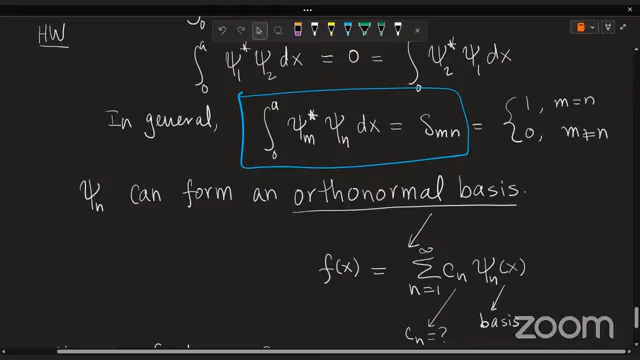 HW
∫₀ᵃ ψ₁* ψ₂ dx = 0 = ∫₀ ψ₂* ψ₁ dx
In general, ∫₀ᵃ ψₘ* ψₙ dx = δₘₙ = { 1, m=n
0, m≠n
ψₙ can form an orthonormal basis.
f(x) = ∑ₙ₌₁^∞ cₙ ψₙ(x)
cₙ=? basis
zoom